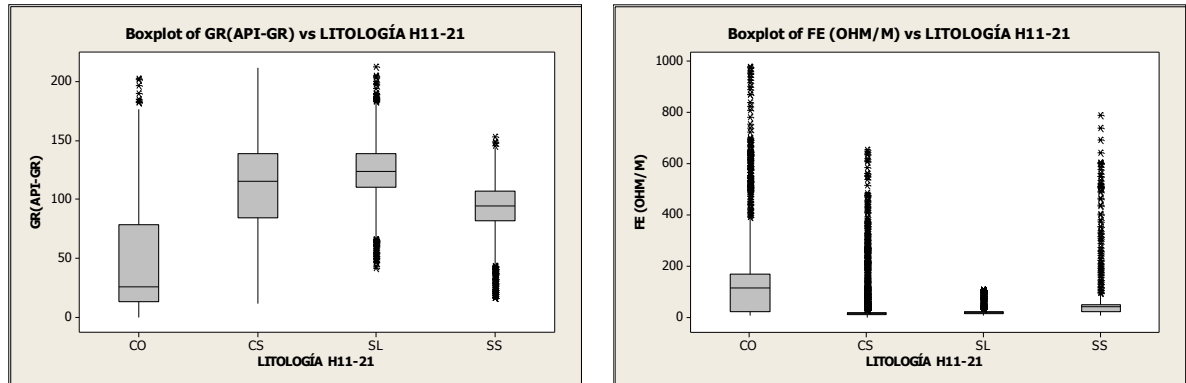 Boxplot of GR(API-GR) vs LITOLOGÍA H11-21
GR(API-GR)
200
150
100
50
0
CO CS SL SS
LITOLOGÍA H11-21
Boxplot of FE (OHM/M) vs LITOLOGÍA H11-21
FE (OHM/M)
1000
800
600
400
200
0
CO CS SL SS
LITOLOGÍA H11-21